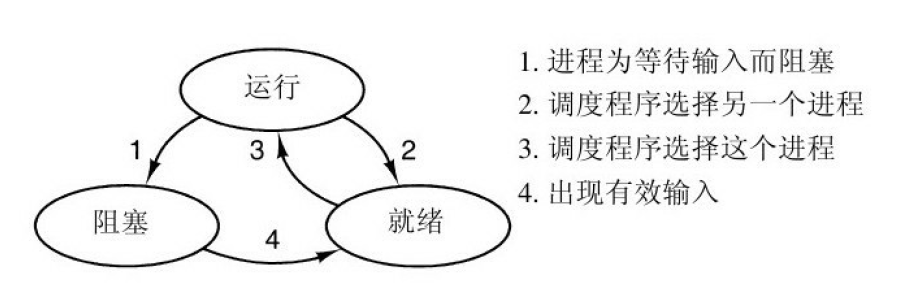 运行
1
3
2
阻塞
就绪
4
1. 进程为等待输入而阻塞
2. 调度程序选择另一个进程
3. 调度程序选择这个进程
4. 出现有效输入